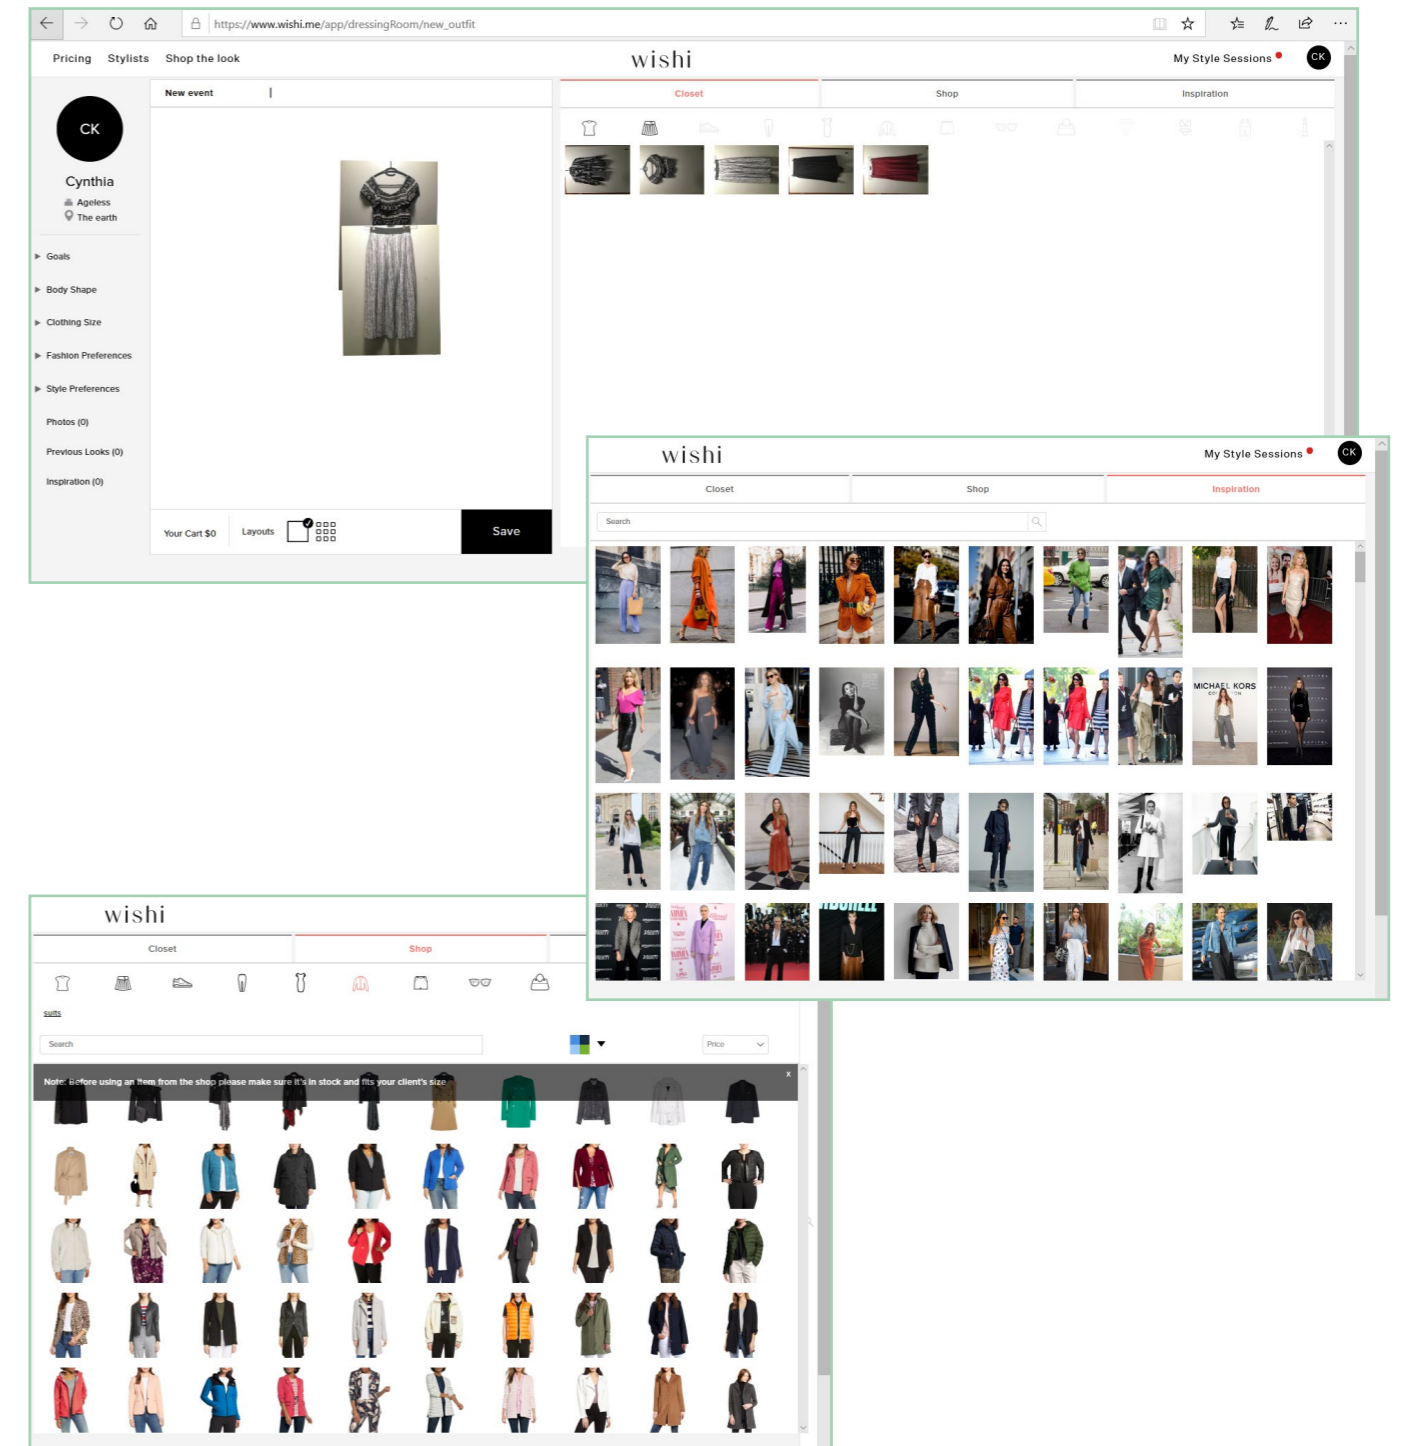 https://www.wishi.me/app/dressingRoom/new_outfit
Pricing Stylists Shop the look
wishi
My Style Sessions
CK
New event
Closet Shop Inspiration
CK
Cynthia
Ageless
The earth
Goals
Body Shape
Clothing Size
Fashion Preferences
Style Preferences
Photos (0)
Previous Looks (0)
Inspiration (0)
Your Cart $0 Layouts Save
wishi
My Style Sessions
CK
Closet Shop Inspiration
Search
MICHAEL KORS
wishi
Closet Shop
suits
Search
Price
Note: Before using an item from the shop please make sure it's in stock and fits your client's size
x